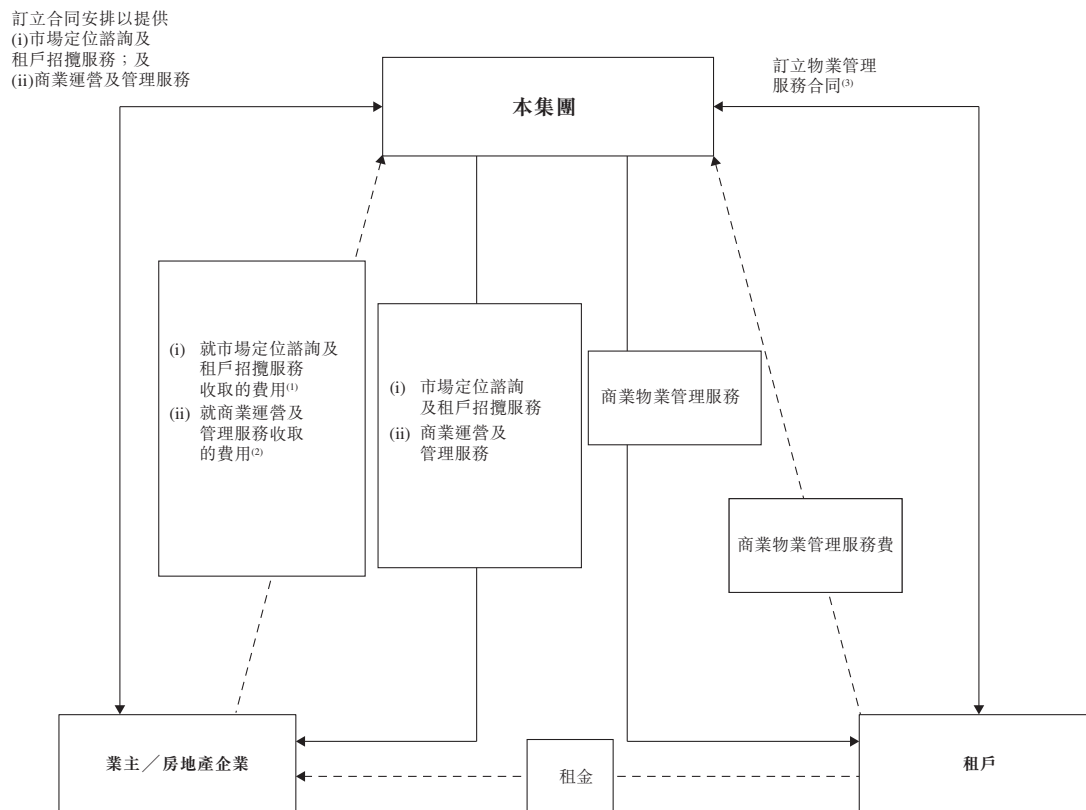 訂立合同安排以提供
(i)市場定位諮詢及
租戶招攬服務；及
(ii)商業運營及管理服務
本集團
訂立物業管理
服務合同(3)
(i) 就市場定位諮詢及
租戶招攬服務
收取的費用(1)
(ii) 就商業運營及
管理服務收取
的費用(2)
(i) 市場定位諮詢
及租戶招攬服務
(ii) 商業運營及
管理服務
商業物業管理服務
商業物業管理服務費
業主／房地產企業
租金
租戶